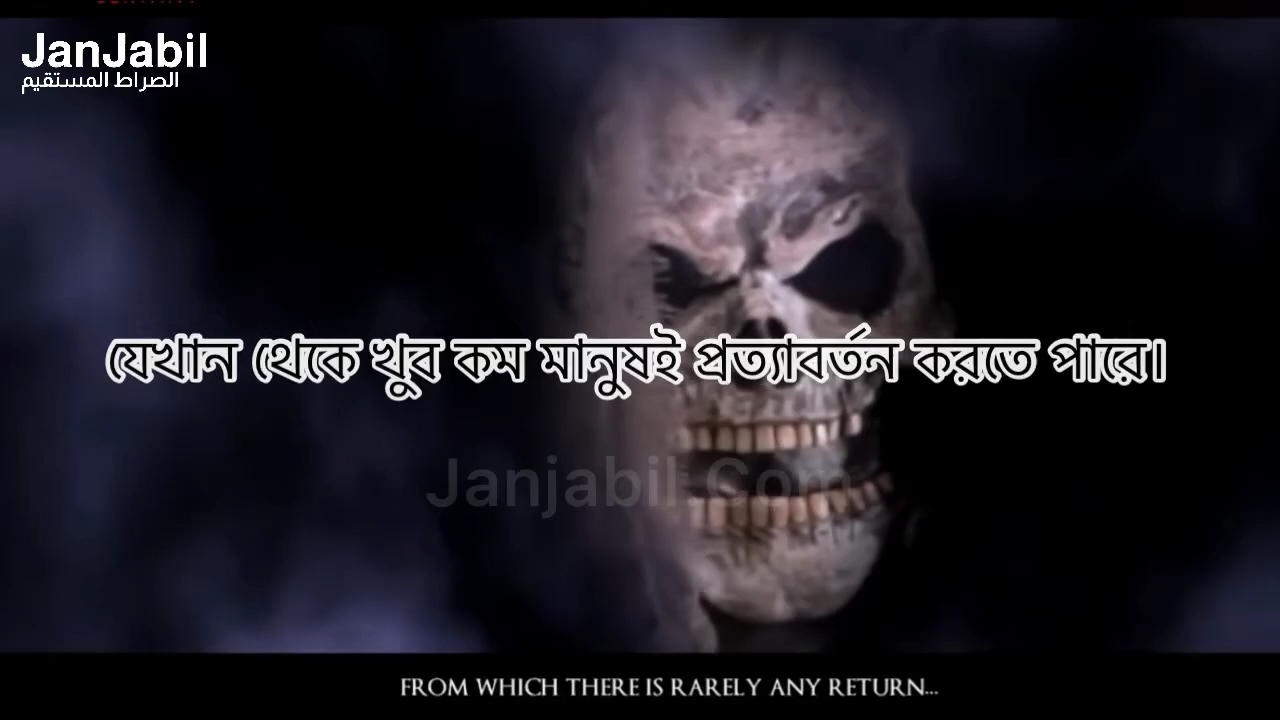 JanJabil
الصراط المستقيم
যেখান থেকে খুব কম মানুষই প্রত্যাবর্তন করতে পারে।
Janjabil.Com
FROM WHICH THERE IS RARELY ANY RETURN...